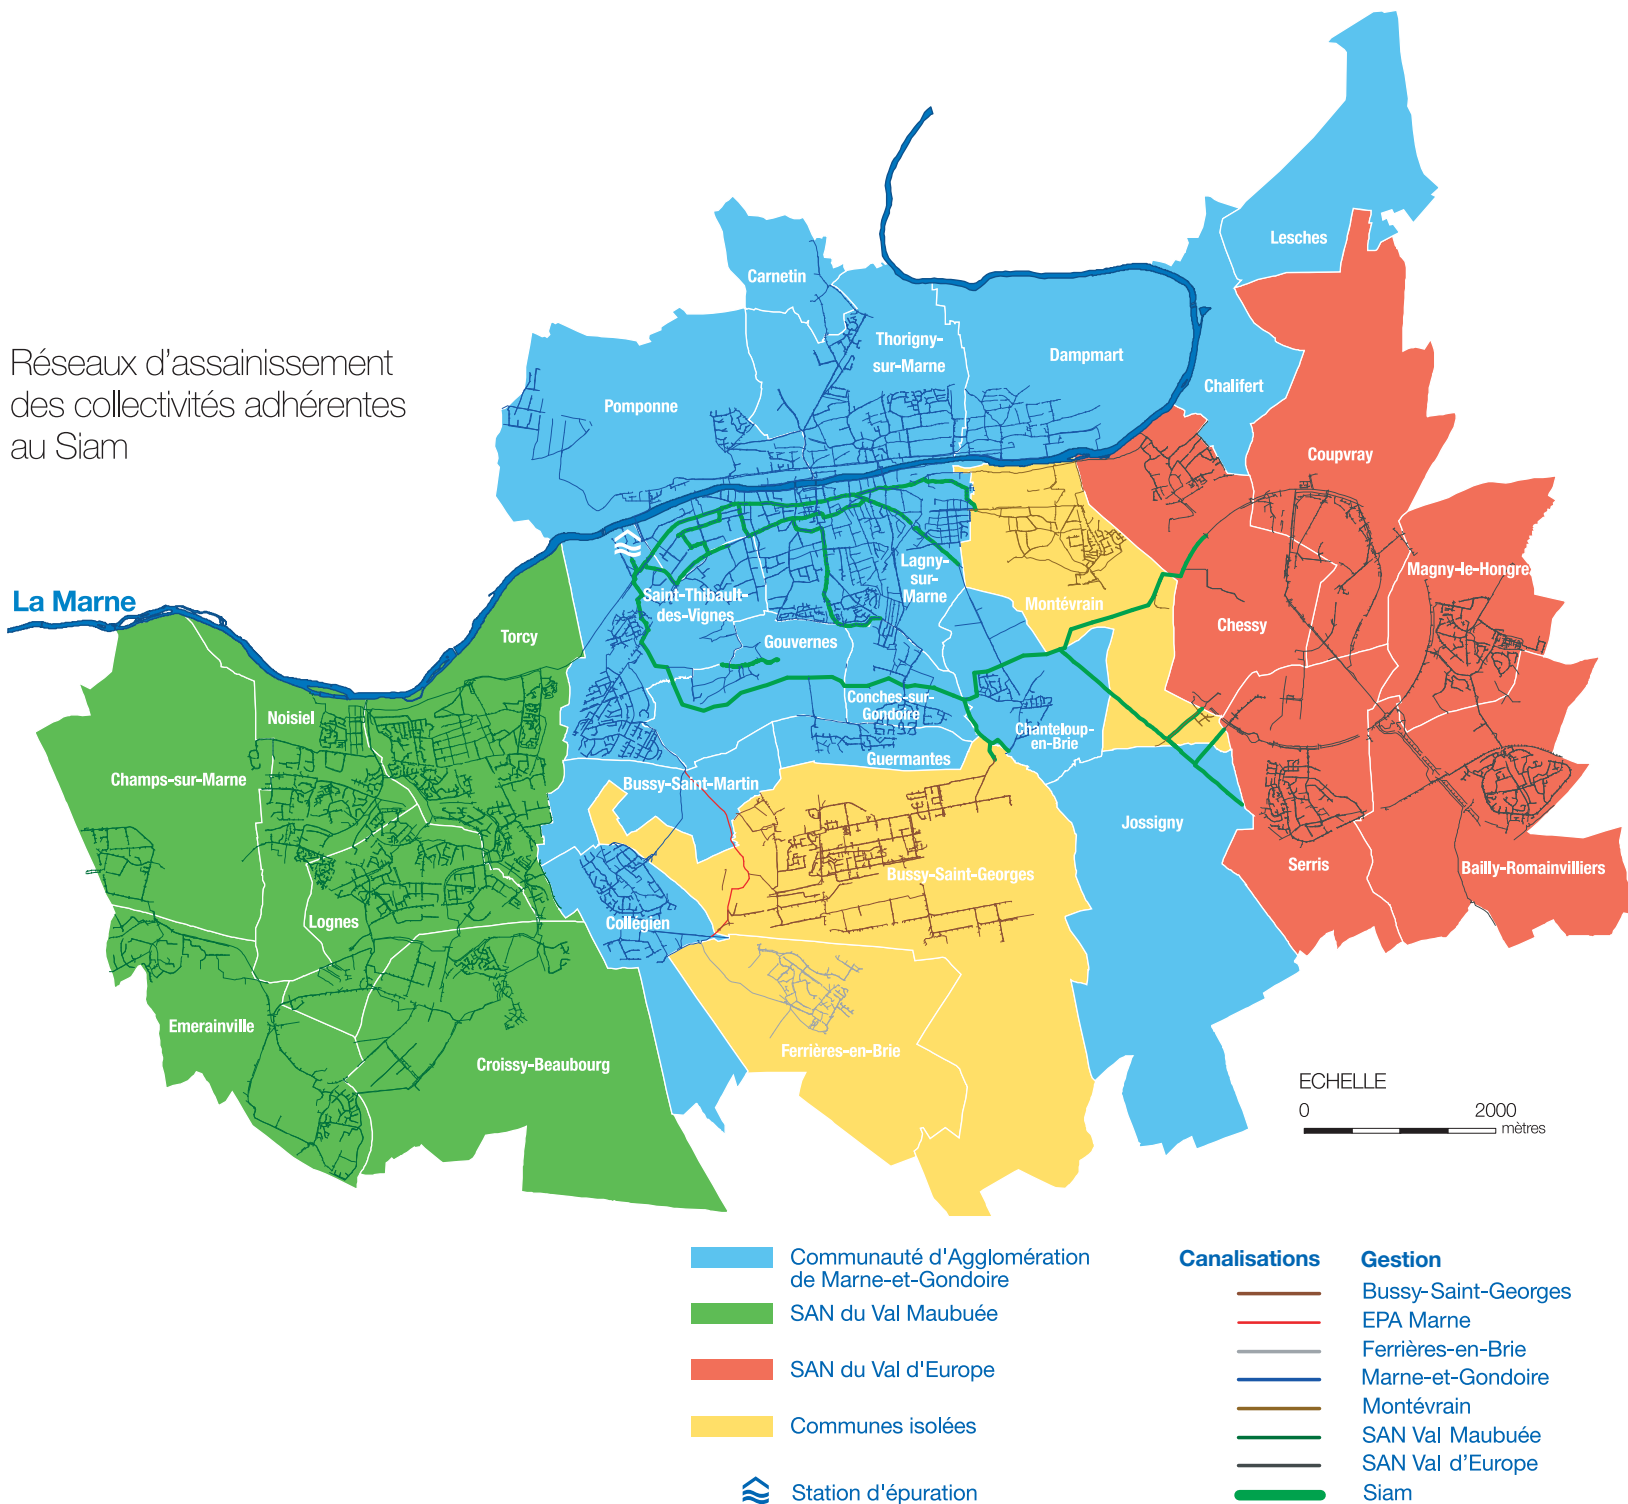 Réseaux d'assainissement
des collectivités adhérentes
au Siam
La Marne
Lesches
Carnetin
Thorigny-
sur-Marne
Dampmart
Chalifert
Pomponne
Coupvray
Lagny-
sur-
Marne
Magny-le-Hongre
Saint-Thibault-
des-Vignes
Montévrain
Chessy
Torcy
Gouvernes
Noisiel
Conches-sur-
Gondoire
Chanteloup-
en-Brie
Guermantes
Champs-sur-Marne
Bussy-Saint-Martin
Jossigny
Serris
Bailly-Romainvilliers
Bussy-Saint-Georges
Lognes
Collégien
Emerainville
Ferrières-en-Brie
Croissy-Beaubourg
ECHELLE
0 2000
mètres
Communauté d'Agglomération
de Marne-et-Gondoire
SAN du Val Maubuée
SAN du Val d'Europe
Communes isolées
Station d'épuration
Canalisations Gestion
Bussy-Saint-Georges
EPA Marne
Ferrières-en-Brie
Marne-et-Gondoire
Montévrain
SAN Val Maubuée
SAN Val d'Europe
Siam